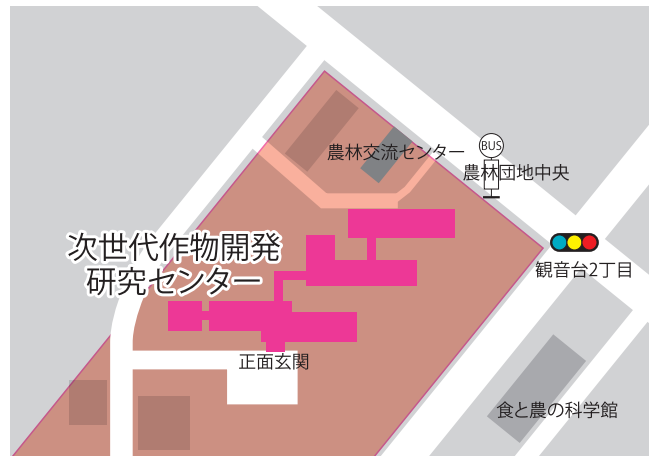 BUS
農林交流センター
農林団地中央
次世代作物開発
研究センター
観音台2丁目
正面玄関
食と農の科学館